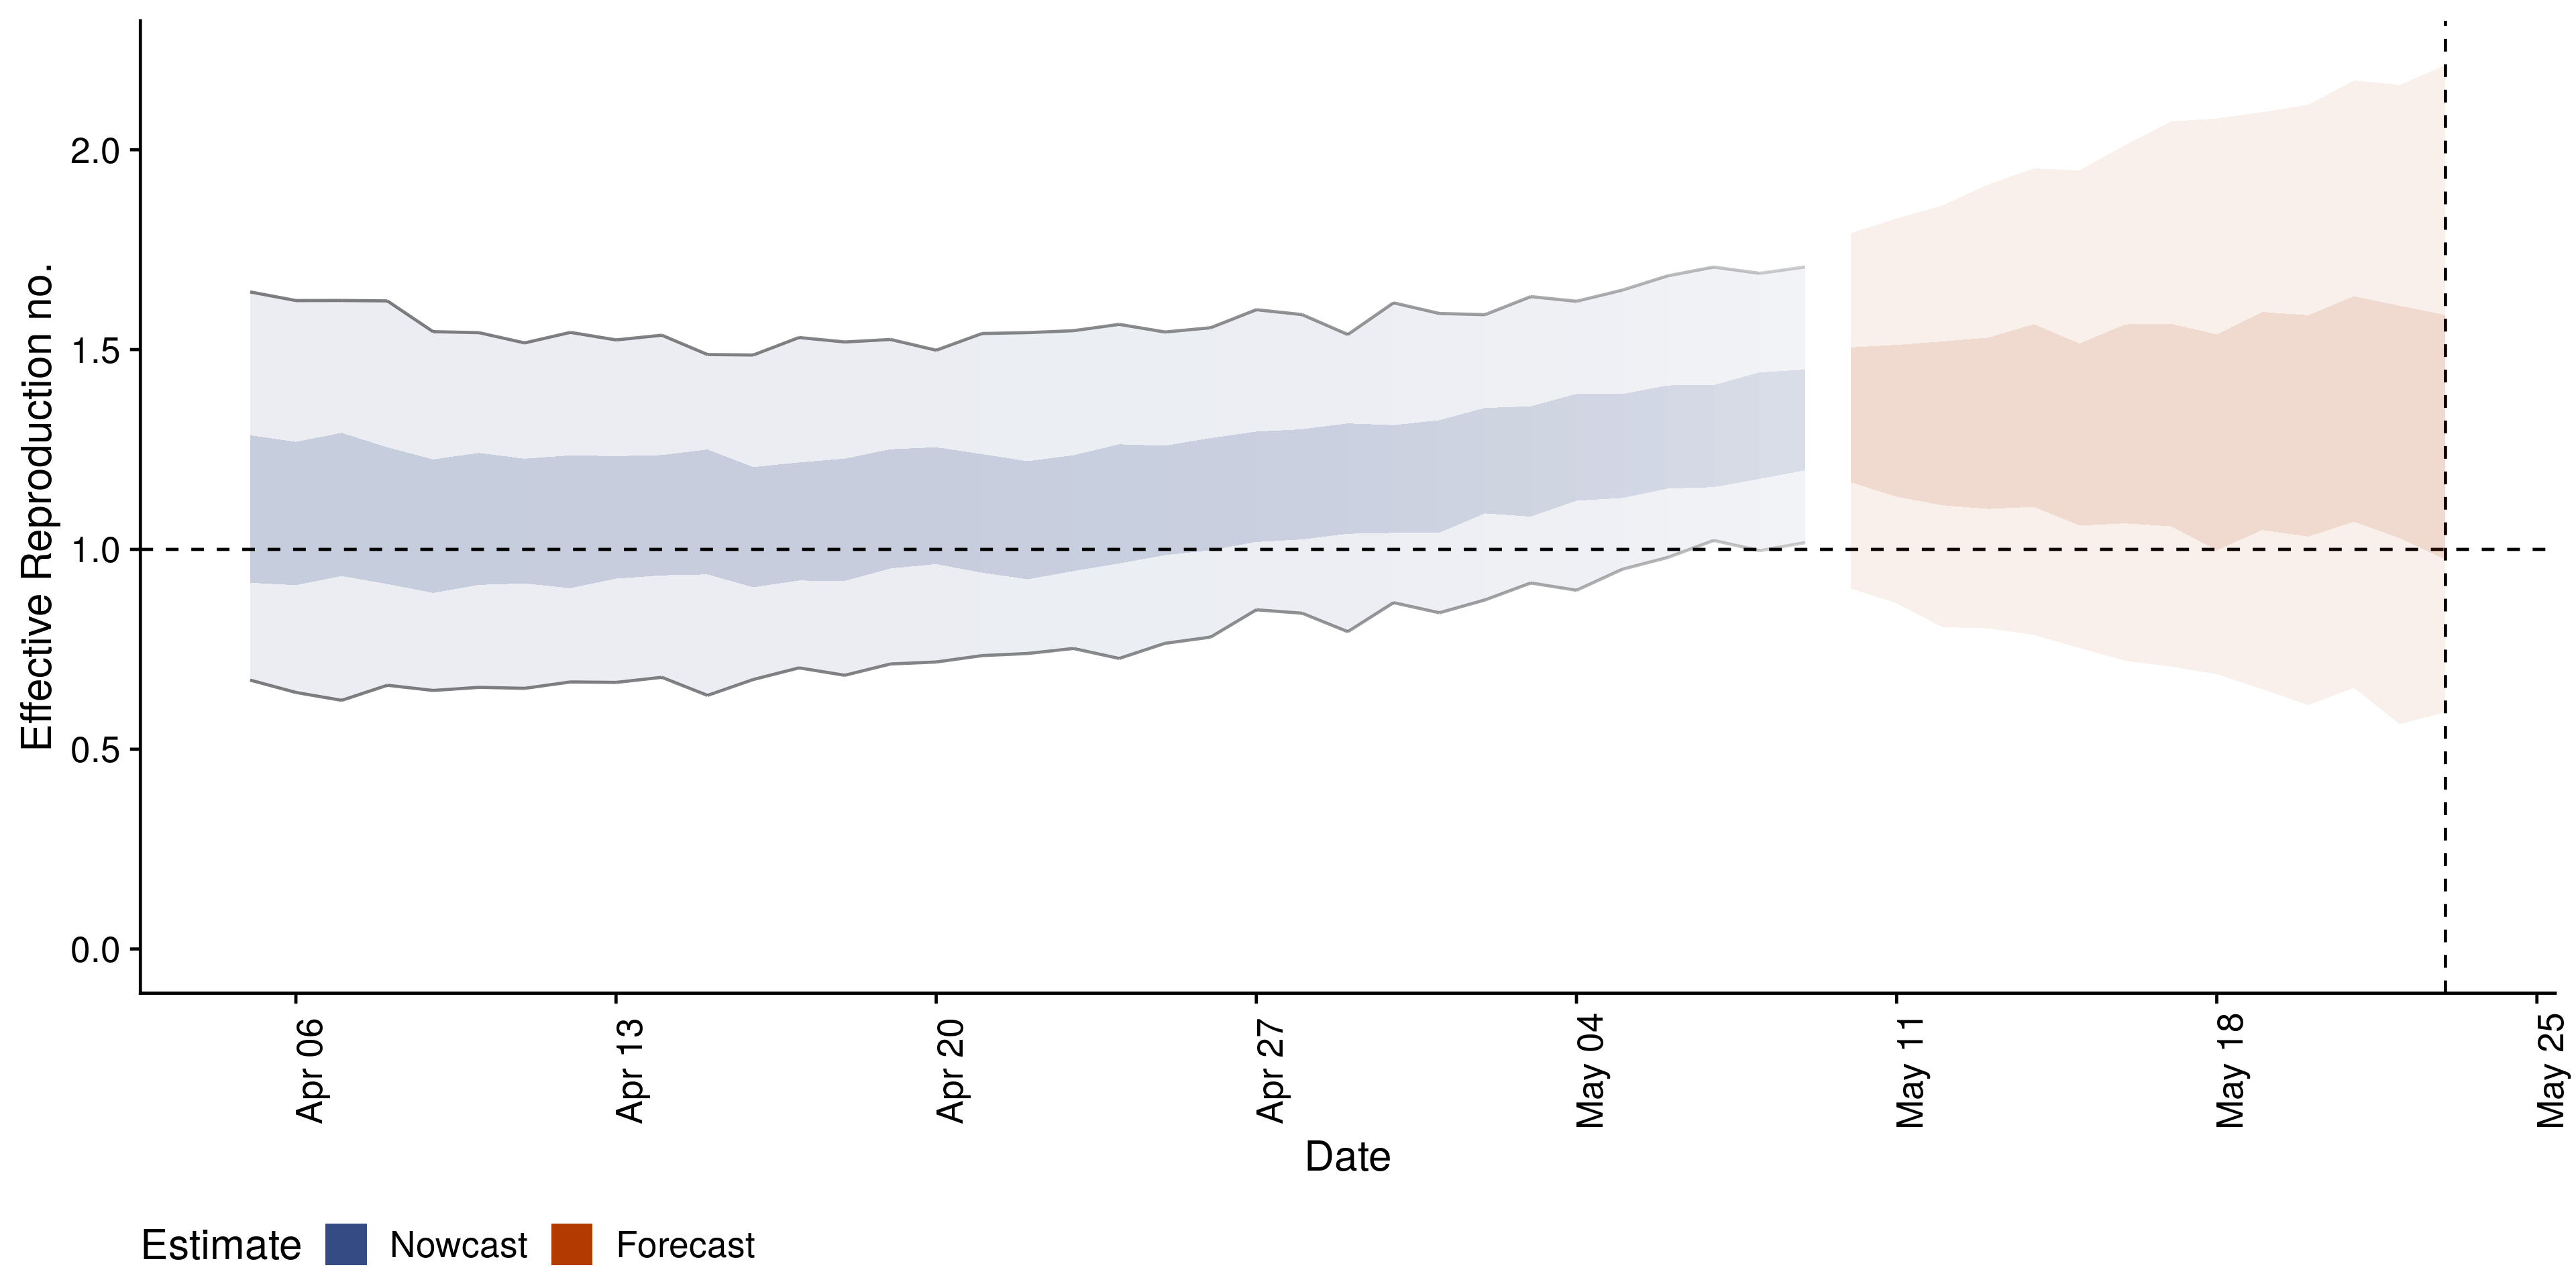 Effective Reproduction no.
2.0
1.5
1.0
0.5
0.0
Apr 06
Apr 13
Apr 20
Apr 27
May 04
May 11
May 18
May 25
Date
Estimate Nowcast Forecast